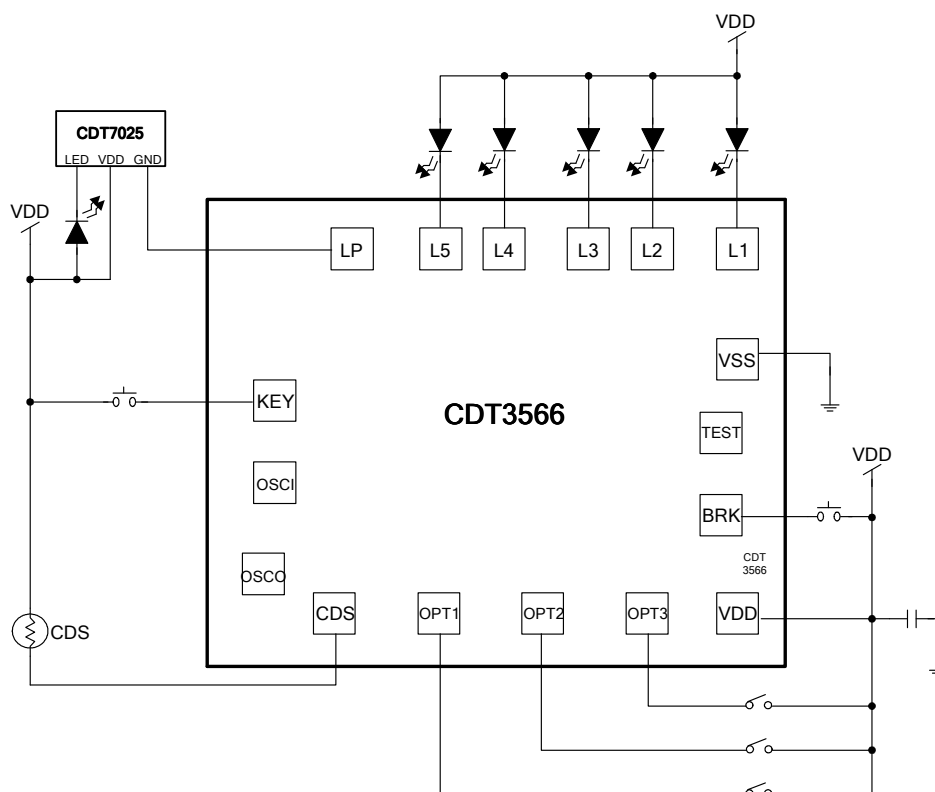 VDD
CDT7025
LED VDD GND
VDD
LP L5 L4 L3 L2 L1
VSS
KEY
CDT3566
TEST
VDD
OSCI
BRK
CDT
3566
OSCO
CDS OPT1 OPT2 OPT3 VDD
CDS